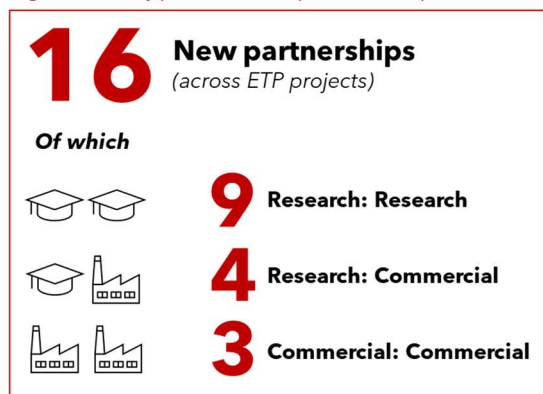 16 New partnerships
(across ETP projects)
Of which
9 Research: Research
4 Research: Commercial
3 Commercial: Commercial